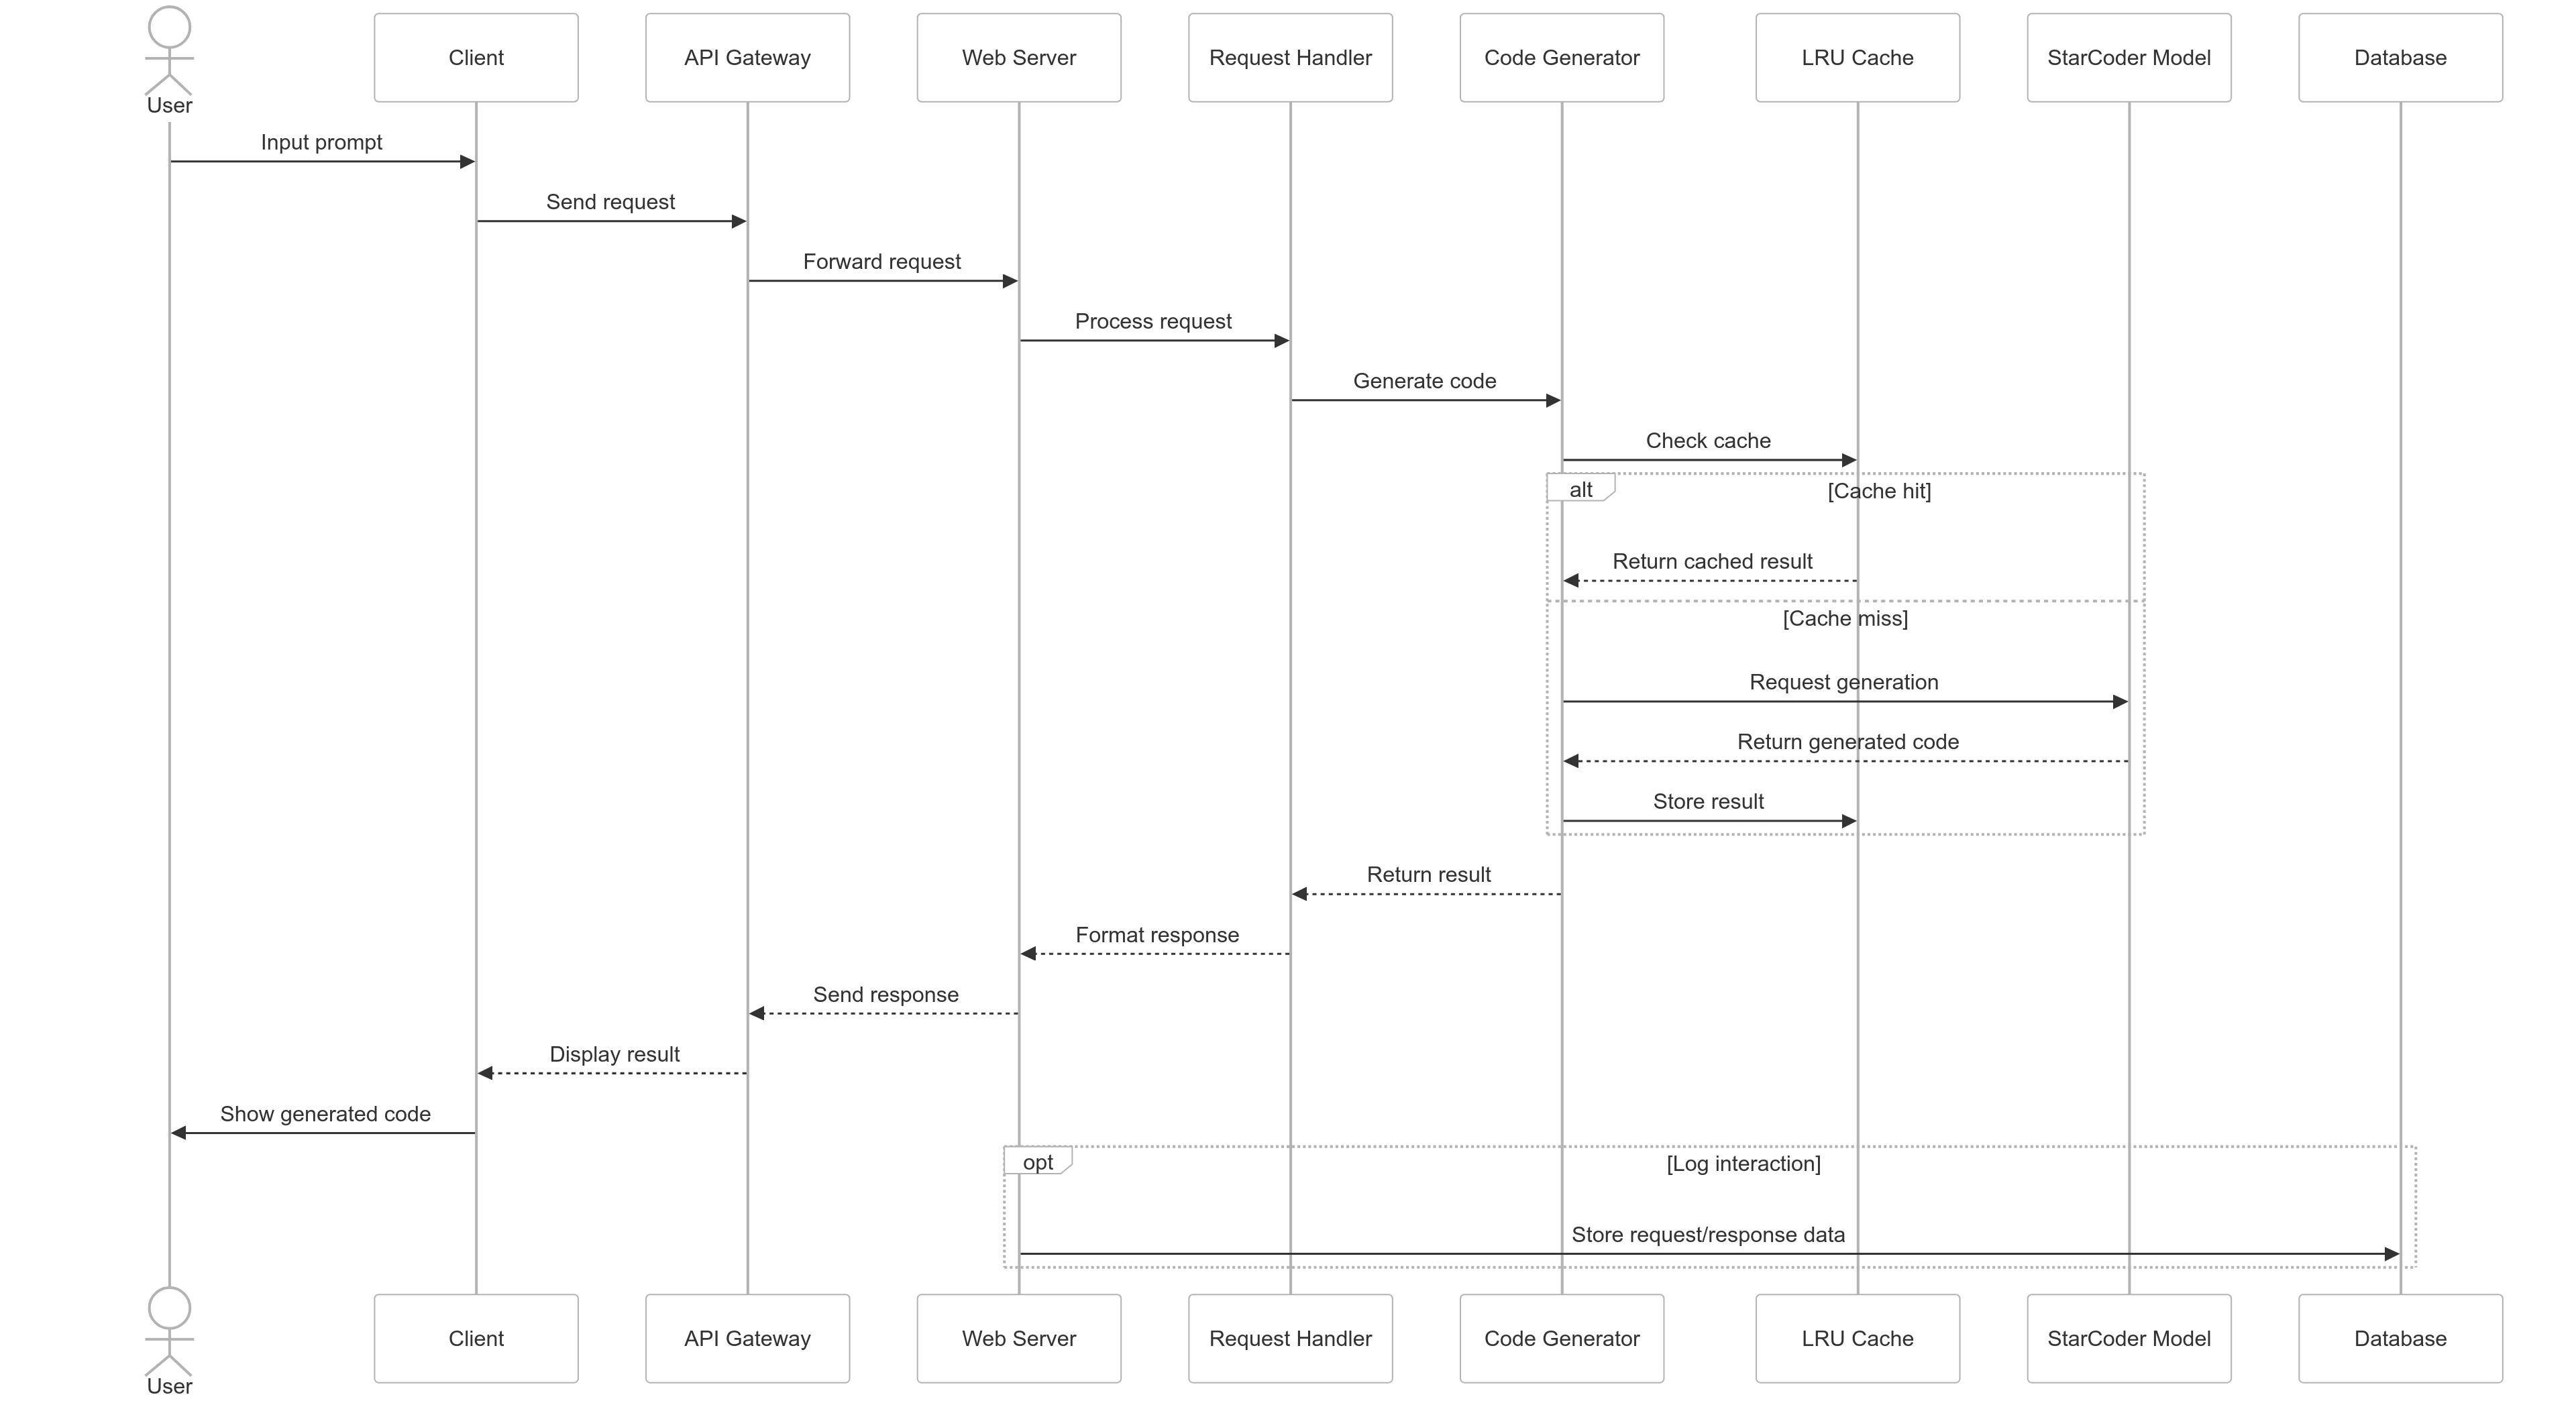 User
Client
API Gateway
Web Server
Request Handler
Code Generator
LRU Cache
StarCoder Model
Database
Input prompt
Send request
Forward request
Process request
Generate code
Check cache
alt
[Cache hit]
Return cached result
[Cache miss]
Request generation
Return generated code
Store result
Return result
Format response
Send response
Display result
Show generated code
opt
[Log interaction]
Store request/response data
User
Client
API Gateway
Web Server
Request Handler
Code Generator
LRU Cache
StarCoder Model
Database